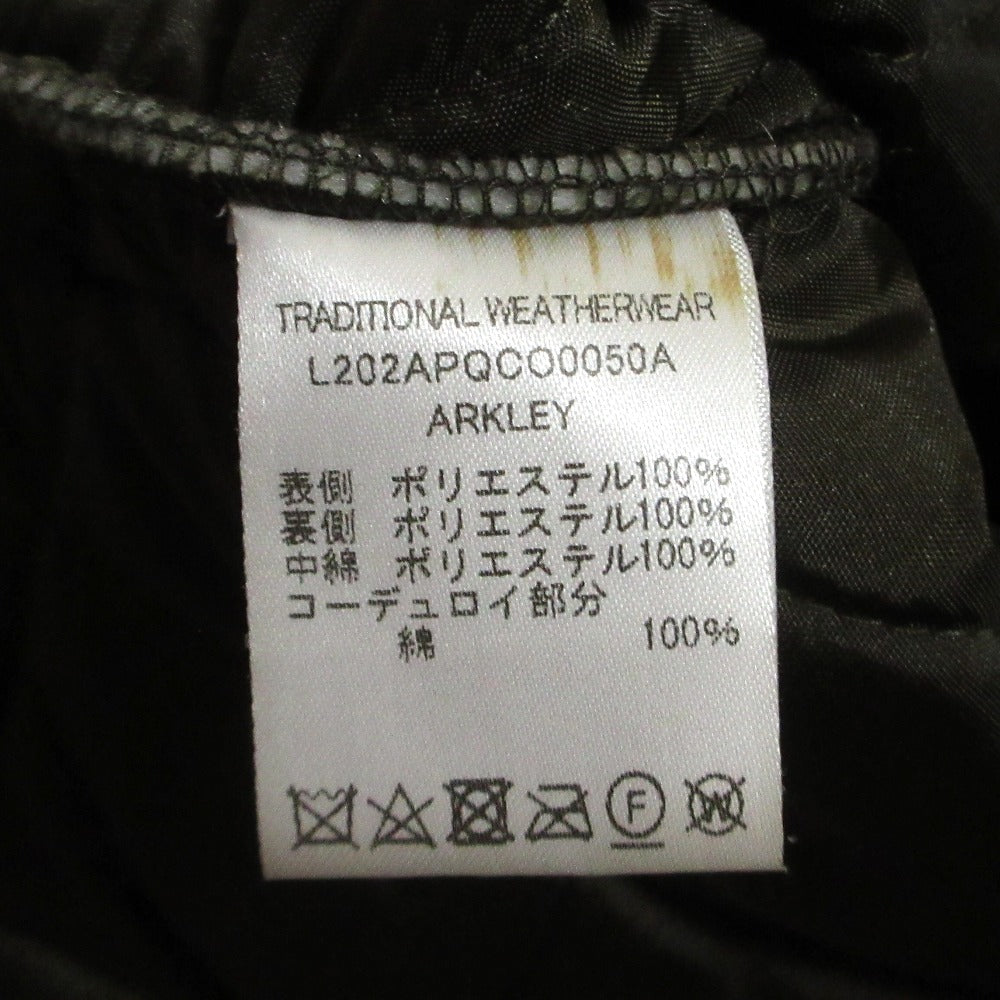 TRADITIONAL WEATHERWEAR
L202APQCO0050A
ARKLEY
表側 ポリエステル100%
裏側 ポリエステル100%
中綿 ポリエステル100%
コーデュロイ部分
綿 100%
F W